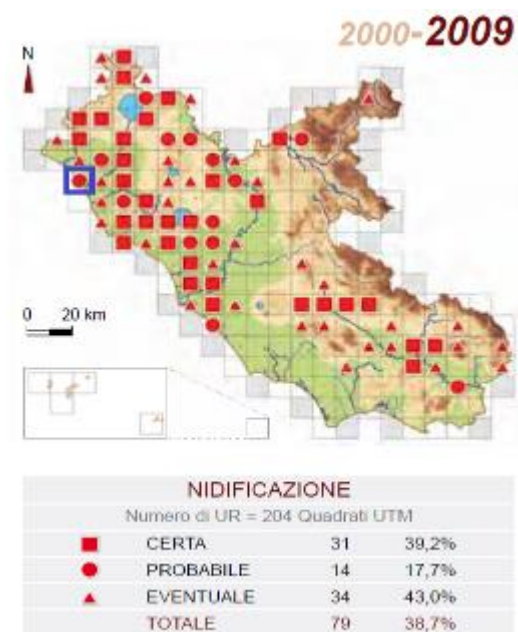 2000-2009
N
0 20 km
NIDIFICAZIONE
Numero di UR = 204 Quadrati UTM
CERTA 31 39,2%
PROBABILE 14 17,7%
EVENTUALE 34 43,0%
TOTALE 79 38,7%